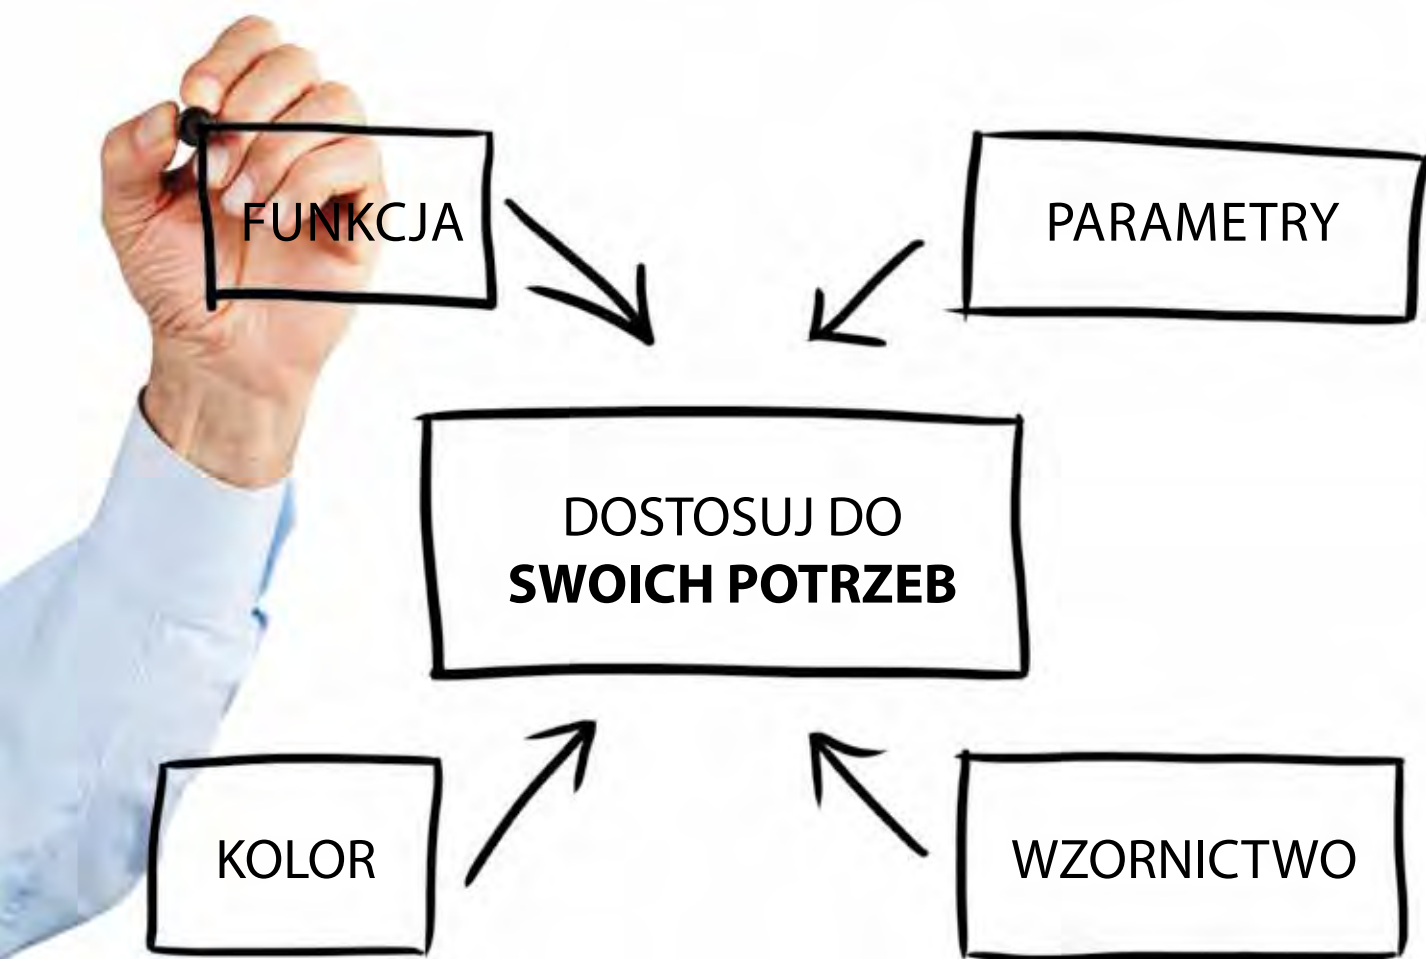 FUNKCJA
PARAMETRY
DOSTOSUJ DO
SWOICH POTRZEB
KOLOR
WZORNICTWO